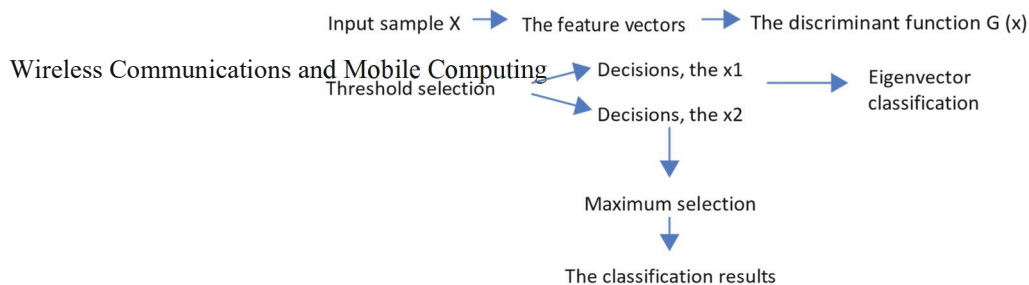 Input sample X The feature vectors The discriminant function G (x)
Wireless Communications and Mobile Computing
Threshold selection
Decisions, the x1
Eigenvector
classification
Decisions, the x2
Maximum selection
The classification results